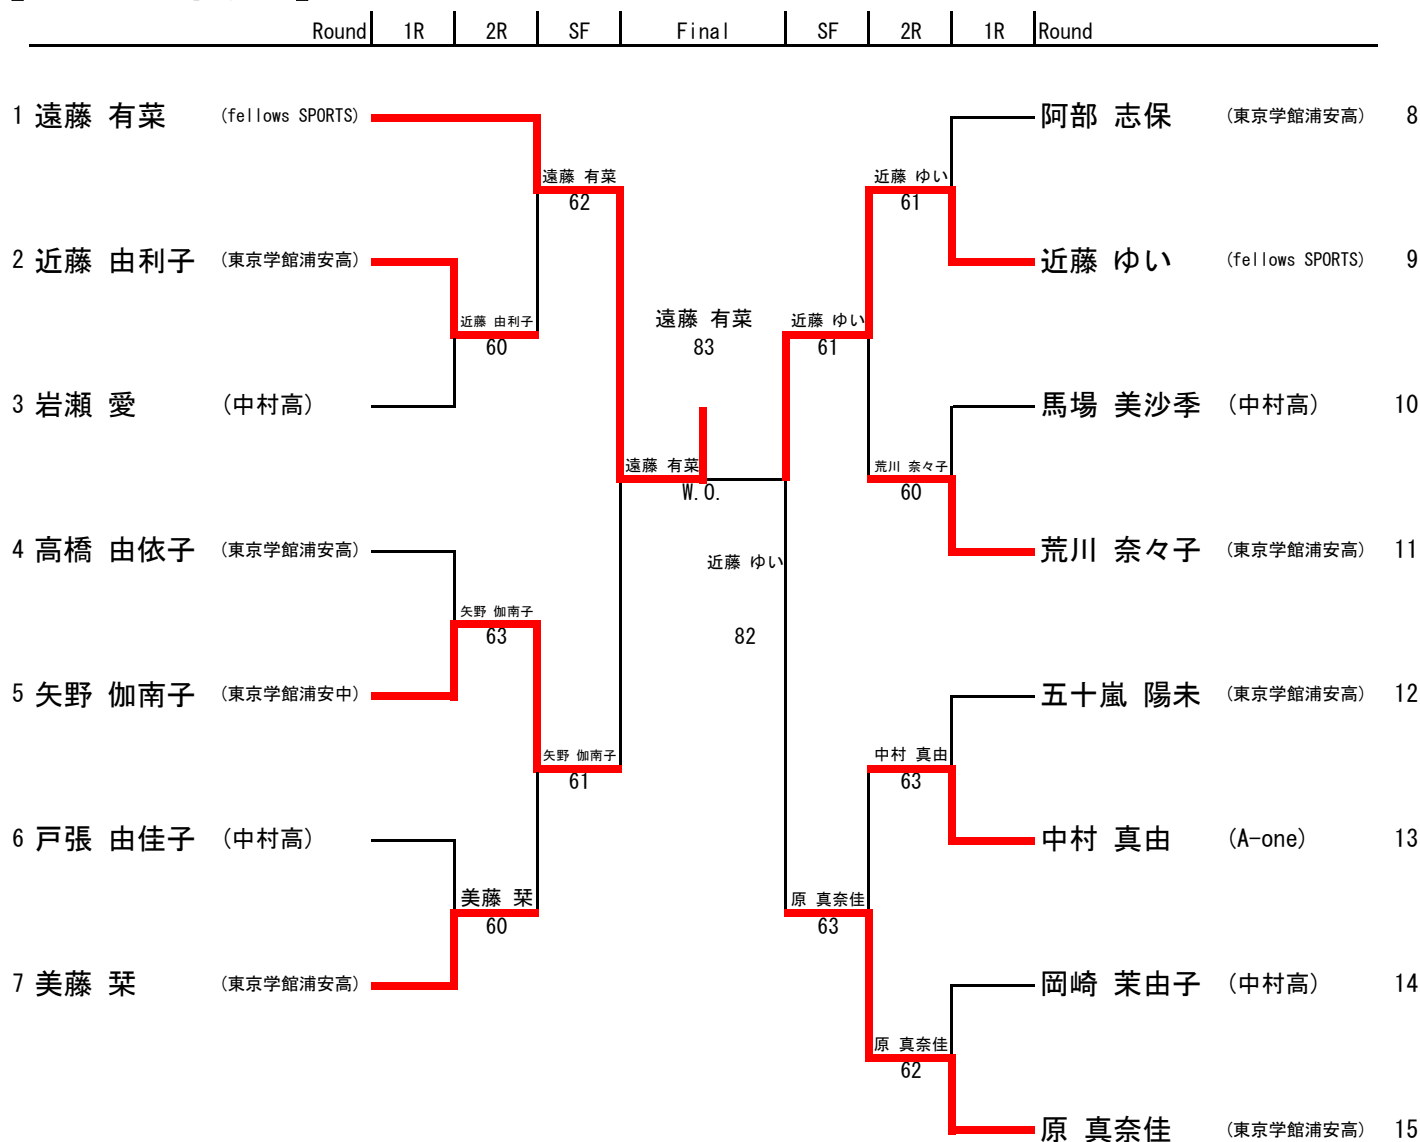 Round 1R 2R SF Final SF 2R 1R Round
1 遠藤 有菜 (fellows SPORTS) 阿部 志保 (東京学館浦安高) 8
遠藤 有菜 近藤 ゆい
62 61
2 近藤 由利子 (東京学館浦安高) 近藤 ゆい (fellows SPORTS) 9
近藤 由利子 遠藤 有菜 近藤 ゆい
60 83 61
3 岩瀬 愛 (中村高) 馬場 美沙季 (中村高) 10
遠藤 有菜 荒川 奈々子
W.O. 60
4 高橋 由依子 (東京学館浦安高) 荒川 奈々子 (東京学館浦安高) 11
近藤 ゆい
矢野 伽南子
63 82
5 矢野 伽南子 (東京学館浦安中) 五十嵐 陽未 (東京学館浦安高) 12
矢野 伽南子 中村 真由
61 63
6 戸張 由佳子 (中村高) 中村 真由 (A-one) 13
美藤 栞 原 真奈佳
60 63
7 美藤 栞 (東京学館浦安高) 岡崎 茉由子 (中村高) 14
原 真奈佳
62
原 真奈佳 (東京学館浦安高) 15